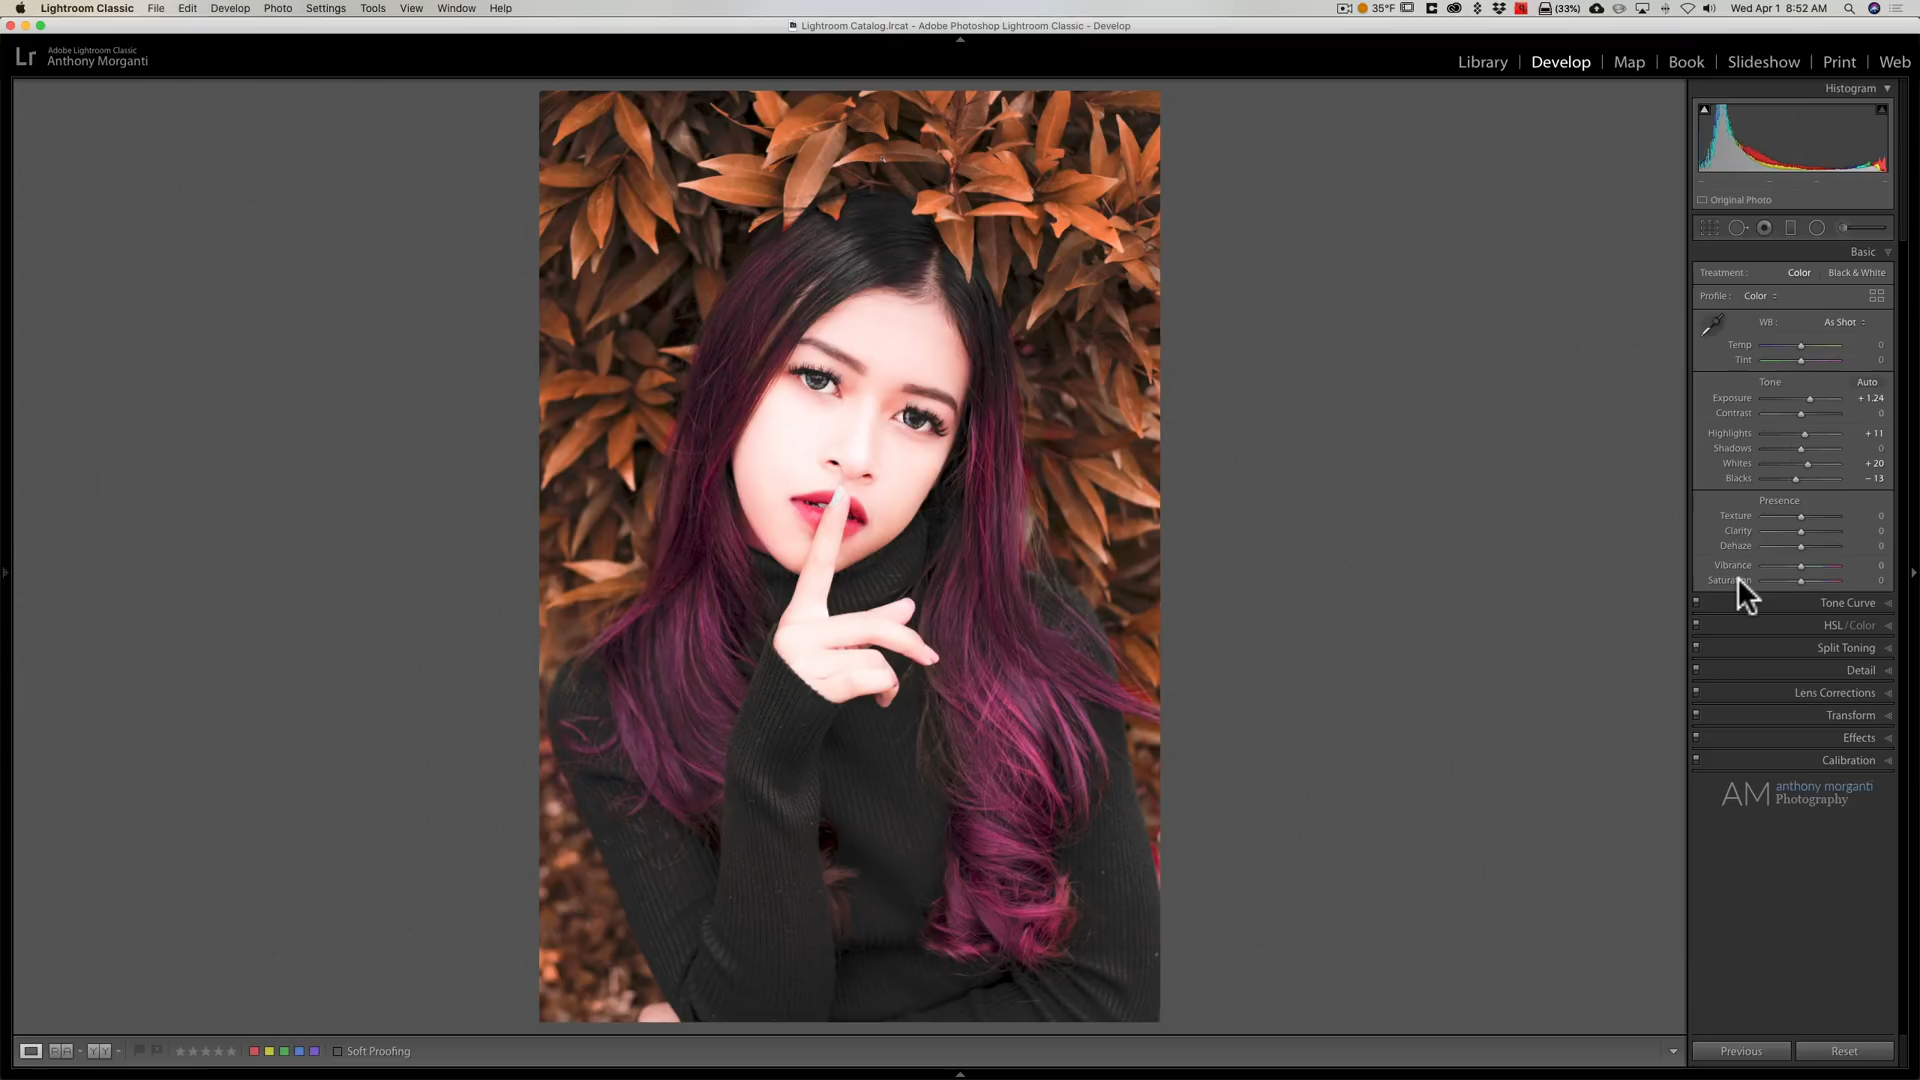 Lightroom Classic File Edit Develop Photo Settings Tools View Window Help 35°F (33%) Wed Apr 1 8:52 AM
Lightroom Catalog.lrcat - Adobe Photoshop Lightroom Classic - Develop
Lr Adobe Lightroom Classic
Anthony Morganti
Library | Develop | Map | Book | Slideshow | Print | Web
Histogram
Original Photo
Basic
Treatment : Color Black & White
Profile : Color
WB : As Shot
Temp 0
Tint 0
Tone Auto
Exposure + 1.24
Contrast 0
Highlights + 11
Shadows 0
Whites + 20
Blacks – 13
Presence
Texture 0
Clarity 0
Dehaze 0
Vibrance 0
Saturation 0
Tone Curve
HSL / Color
Split Toning
Detail
Lens Corrections
Transform
Effects
Calibration
AM anthony morganti
Photography
RA YY Soft Proofing Previous Reset